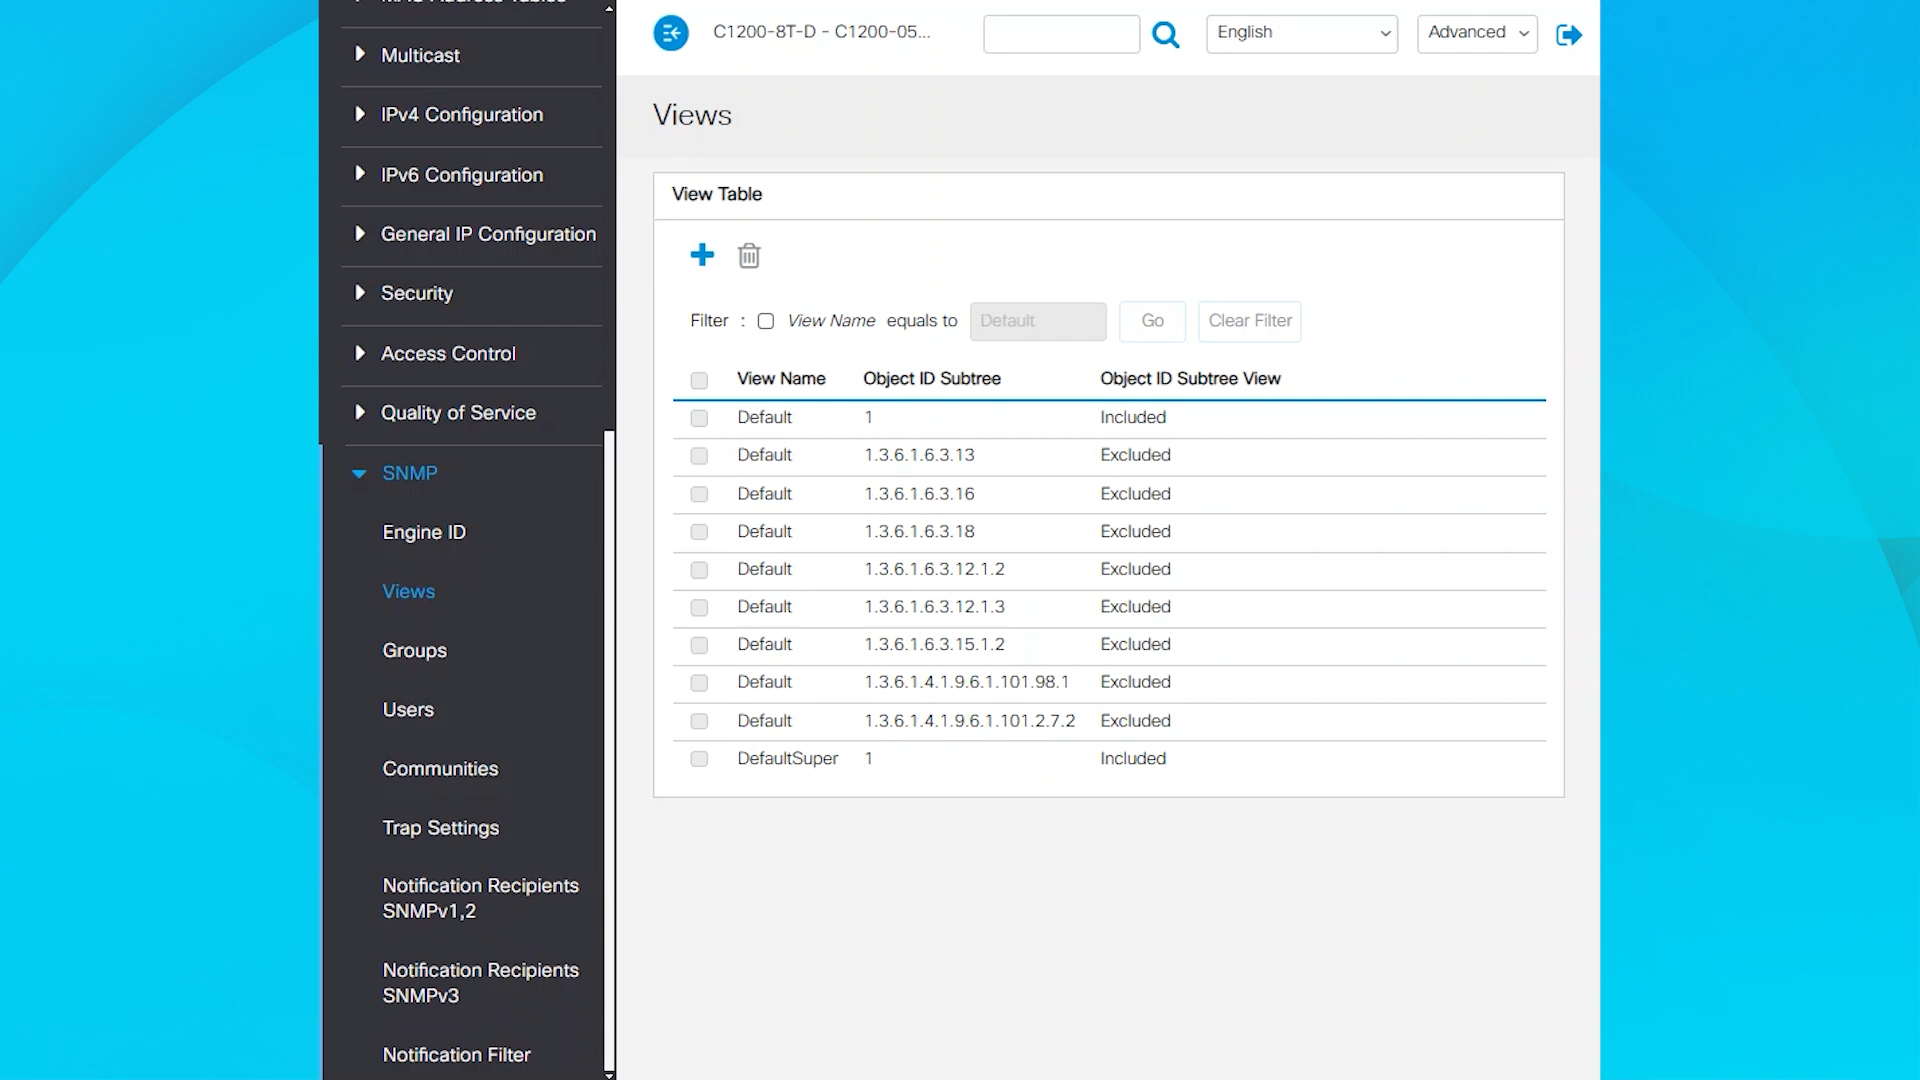 MAC Address Tables
Multicast
IPv4 Configuration
IPv6 Configuration
General IP Configuration
Security
Access Control
Quality of Service
SNMP
Engine ID
Views
Groups
Users
Communities
Trap Settings
Notification Recipients
SNMPv1,2
Notification Recipients
SNMPv3
Notification Filter
C1200-8T-D - C1200-05...
English
Advanced
Views
View Table
Filter : View Name equals to Default Go Clear Filter
View Name Object ID Subtree Object ID Subtree View
Default 1 Included
Default 1.3.6.1.6.3.13 Excluded
Default 1.3.6.1.6.3.16 Excluded
Default 1.3.6.1.6.3.18 Excluded
Default 1.3.6.1.6.3.12.1.2 Excluded
Default 1.3.6.1.6.3.12.1.3 Excluded
Default 1.3.6.1.6.3.15.1.2 Excluded
Default 1.3.6.1.4.1.9.6.1.101.98.1 Excluded
Default 1.3.6.1.4.1.9.6.1.101.2.7.2 Excluded
DefaultSuper 1 Included